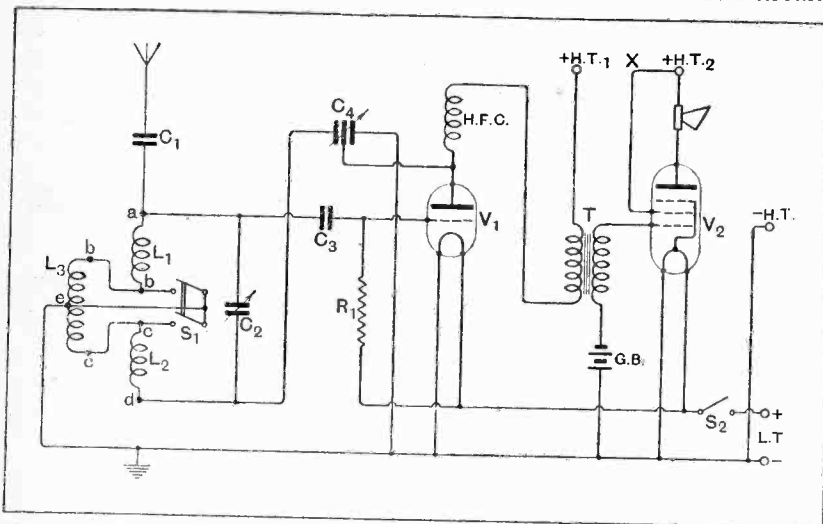 +H.T.1 X +H.T.2
C1
C4
H.F.C.
a
C3
V1
T
V2
-H.T.
b
L1
L3
b
e
C2
R1
S1
c
c
L2
G.B.
d
S2
+
L.T
-